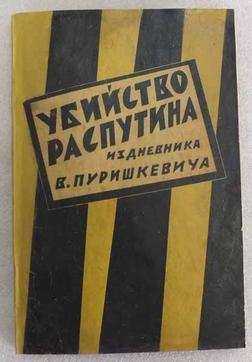 УБИЙСТВО
РАСПУТИНА
ИЗ ДНЕВНИКА
В. ПУРИШКЕВИЧА